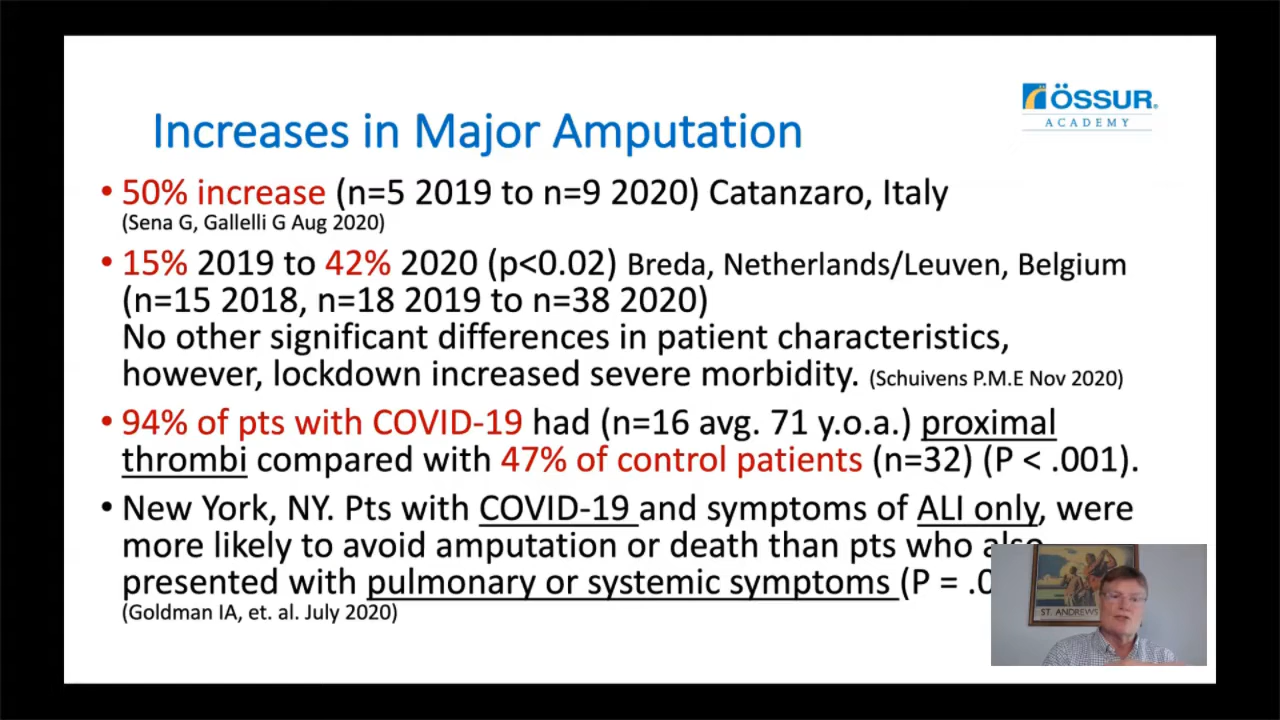 ÖSSUR.
ACADEMY
Increases in Major Amputation
• 50% increase (n=5 2019 to n=9 2020) Catanzaro, Italy
(Sena G, Gallelli G Aug 2020)
• 15% 2019 to 42% 2020 (p<0.02) Breda, Netherlands/Leuven, Belgium
(n=15 2018, n=18 2019 to n=38 2020)
No other significant differences in patient characteristics,
however, lockdown increased severe morbidity. (Schuivens P.M.E Nov 2020)
• 94% of pts with COVID-19 had (n=16 avg. 71 y.o.a.) proximal
thrombi compared with 47% of control patients (n=32) (P < .001).
• New York, NY. Pts with COVID-19 and symptoms of ALI only, were
more likely to avoid amputation or death than pts who also
presented with pulmonary or systemic symptoms (P =
(Goldman IA, et. al. July 2020)
ST. ANDREWS